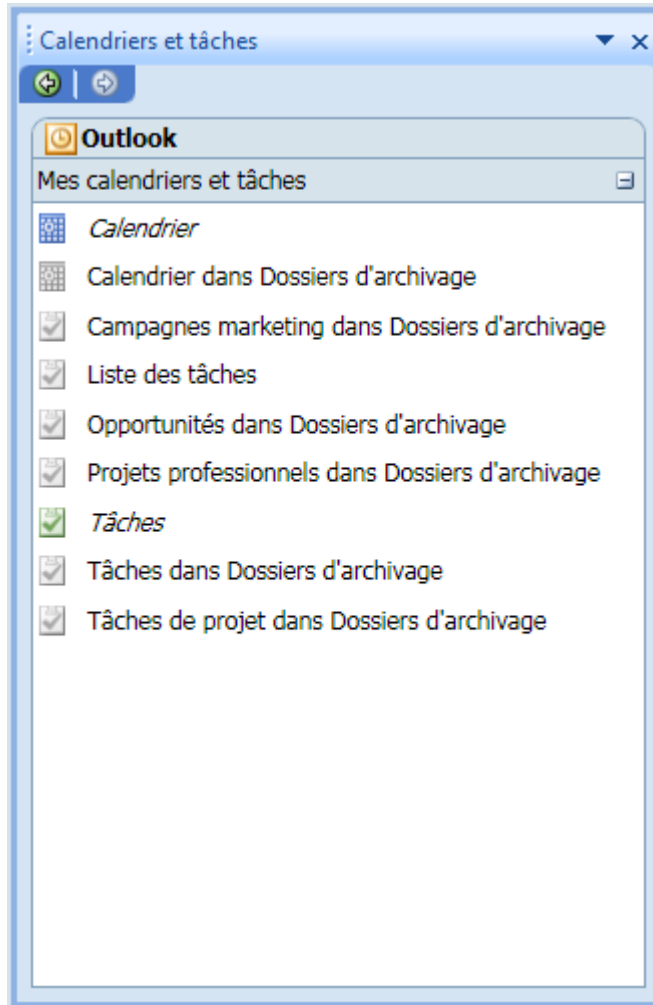 Calendriers et tâches
Outlook
Mes calendriers et tâches
Calendrier
Calendrier dans Dossiers d'archivage
Campagnes marketing dans Dossiers d'archivage
Liste des tâches
Opportunités dans Dossiers d'archivage
Projets professionnels dans Dossiers d'archivage
Tâches
Tâches dans Dossiers d'archivage
Tâches de projet dans Dossiers d'archivage